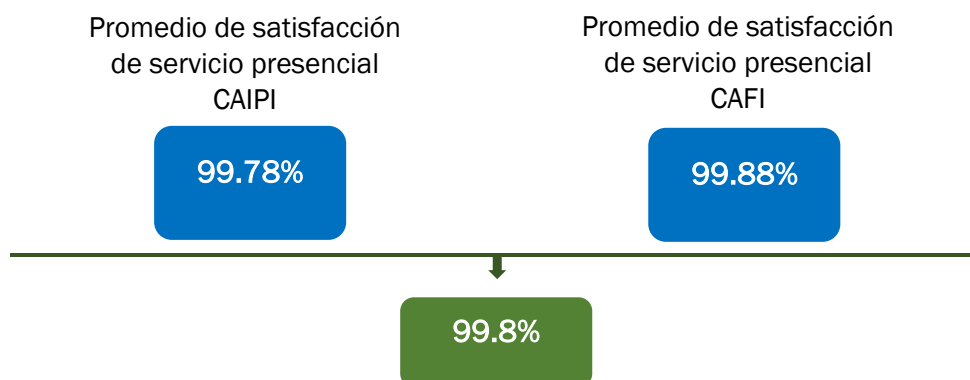 Promedio de satisfacción
de servicio presencial
CAIPI
99.78%
Promedio de satisfacción
de servicio presencial
CAFI
99.88%
99.8%